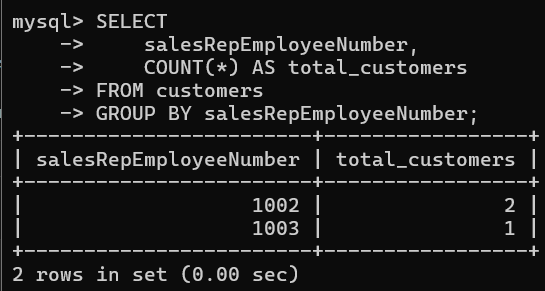 mysql> SELECT
    ->     salesRepEmployeeNumber,
    ->     COUNT(*) AS total_customers
    -> FROM customers
    -> GROUP BY salesRepEmployeeNumber;
+------------------------+-----------------+
| salesRepEmployeeNumber | total_customers |
+------------------------+-----------------+
|                   1002 |               2 |
|                   1003 |               1 |
+------------------------+-----------------+
2 rows in set (0.00 sec)